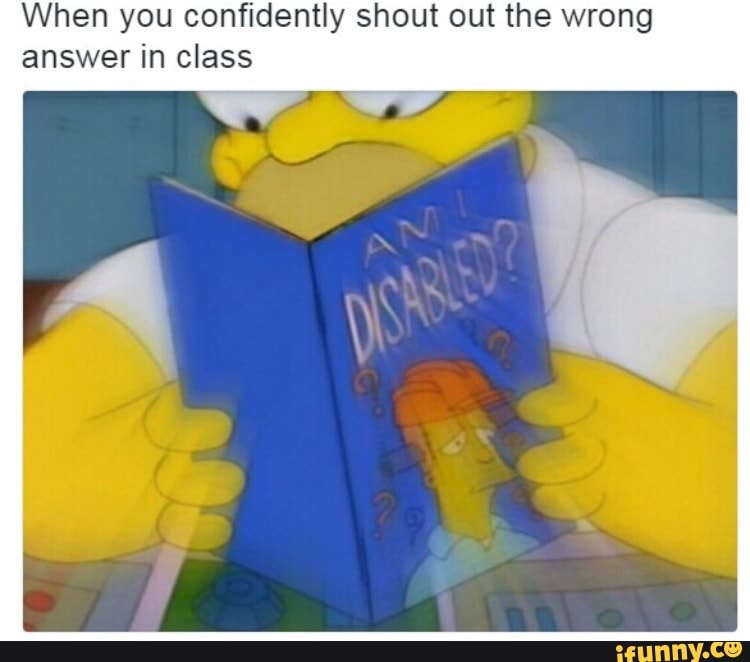 When you confidently shout out the wrong
answer in class
AM I
DISABLED?
? ?
? ?
ifunny.co